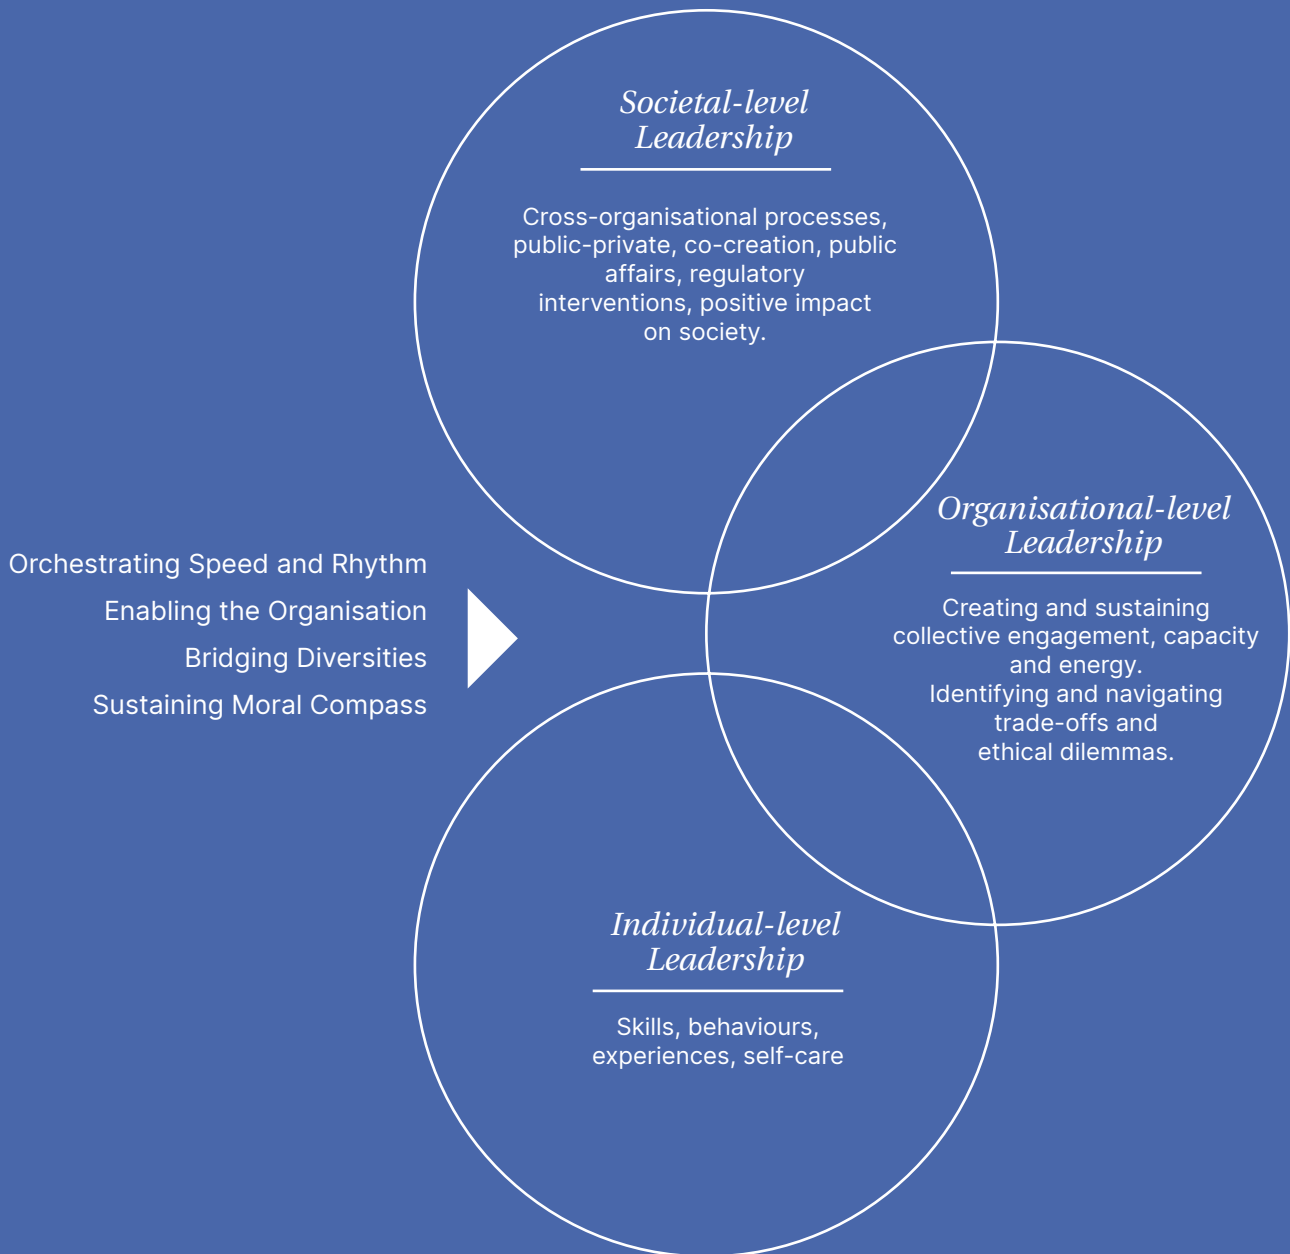 Societal-level
Leadership
Cross-organisational processes,
public-private, co-creation, public
affairs, regulatory
interventions, positive impact
on society.
Organisational-level
Leadership
Creating and sustaining
collective engagement, capacity
and energy.
Identifying and navigating
trade-offs and
ethical dilemmas.
Orchestrating Speed and Rhythm
Enabling the Organisation
Bridging Diversities
Sustaining Moral Compass
Individual-level
Leadership
Skills, behaviours,
experiences, self-care